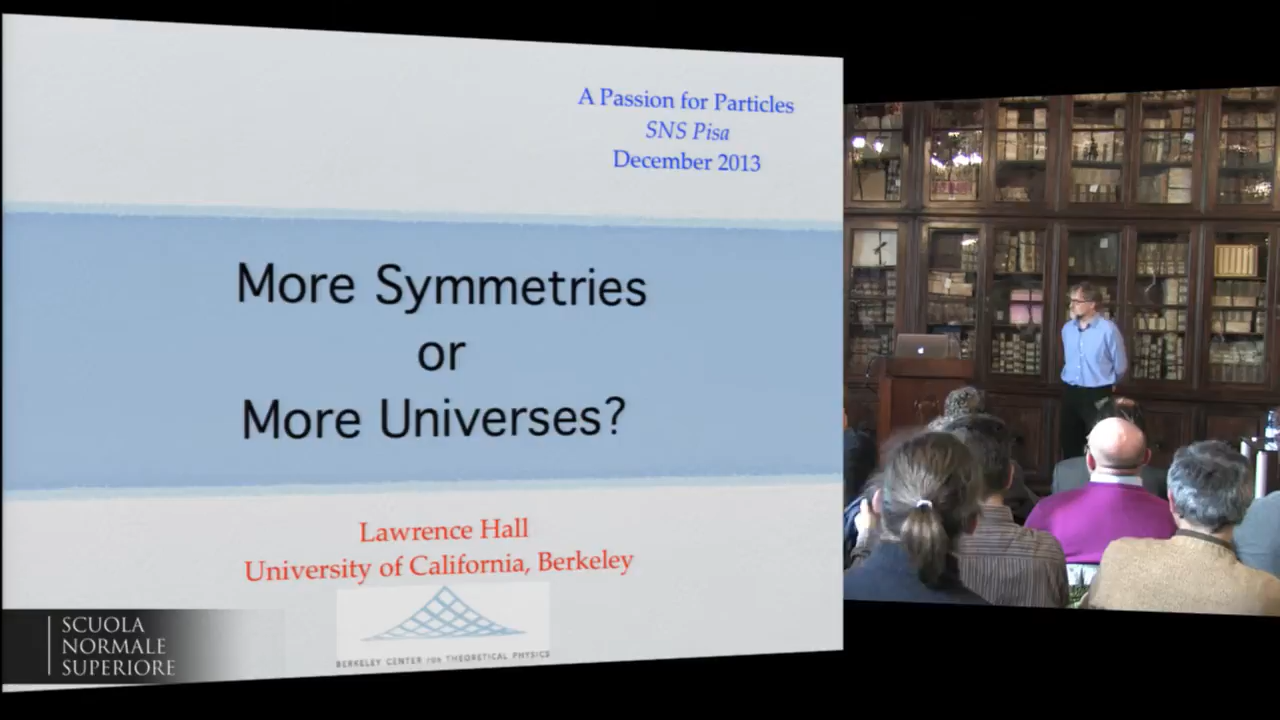 A Passion for Particles
SNS Pisa
December 2013
More Symmetries
or
More Universes?
Lawrence Hall
University of California, Berkeley
BERKELEY CENTER FOR THEORETICAL PHYSICS
SCUOLA
NORMALE
SUPERIORE